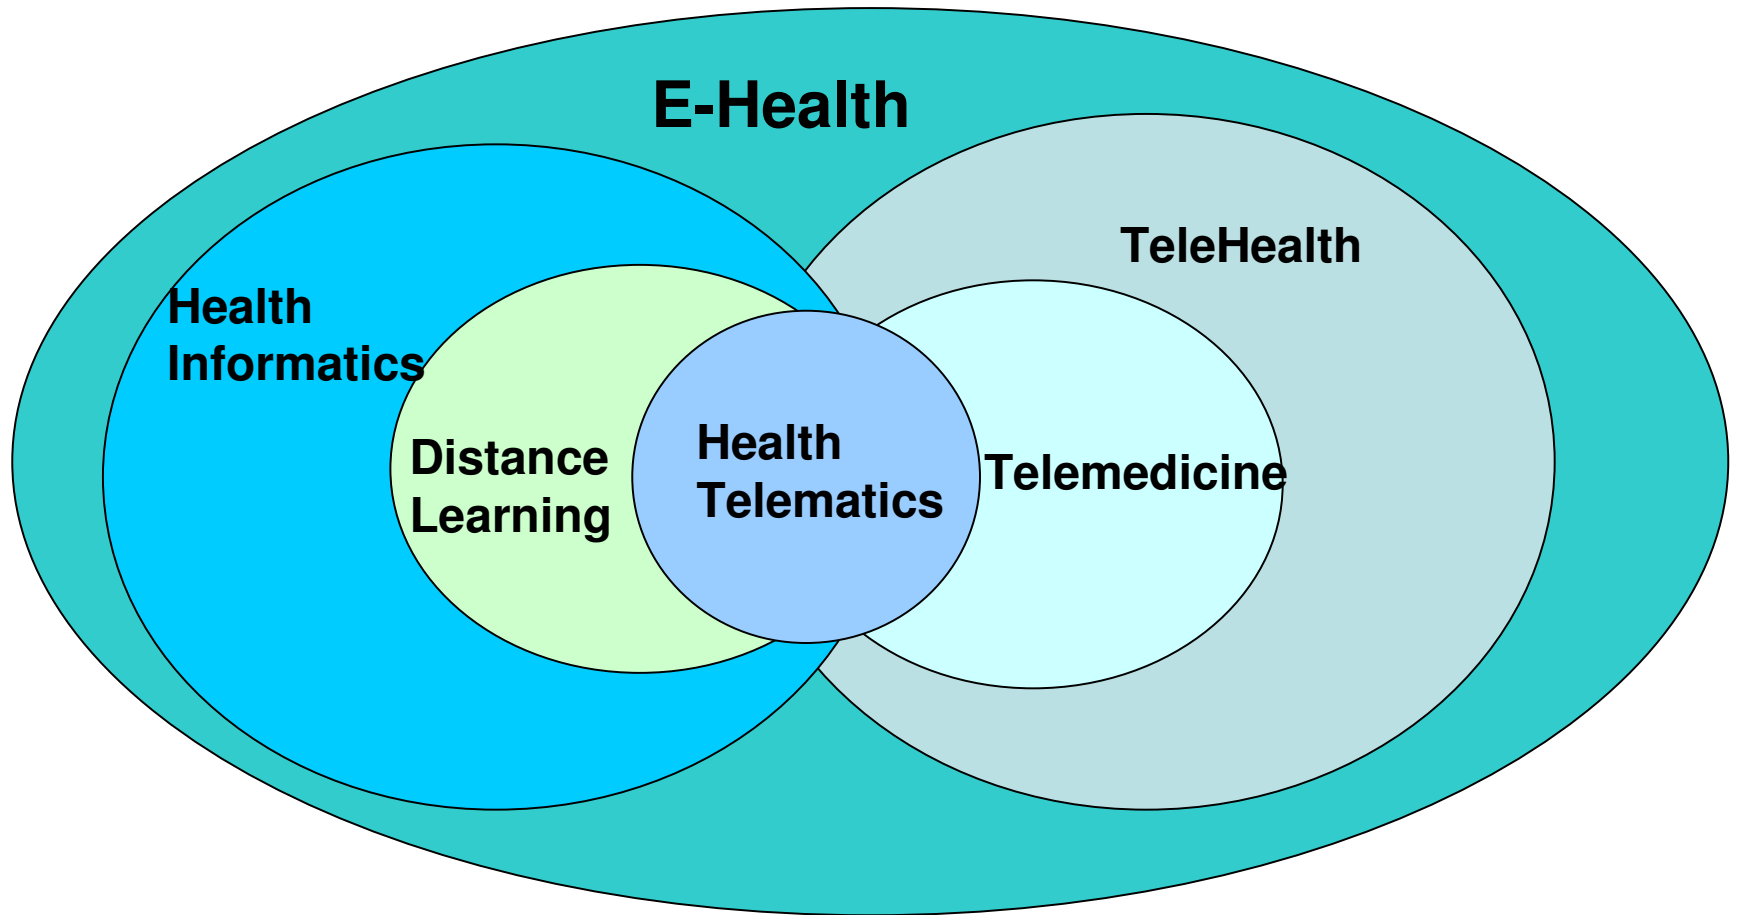 E-Health
TeleHealth
Health
Informatics
Distance
Learning
Health
Telematics
Telemedicine